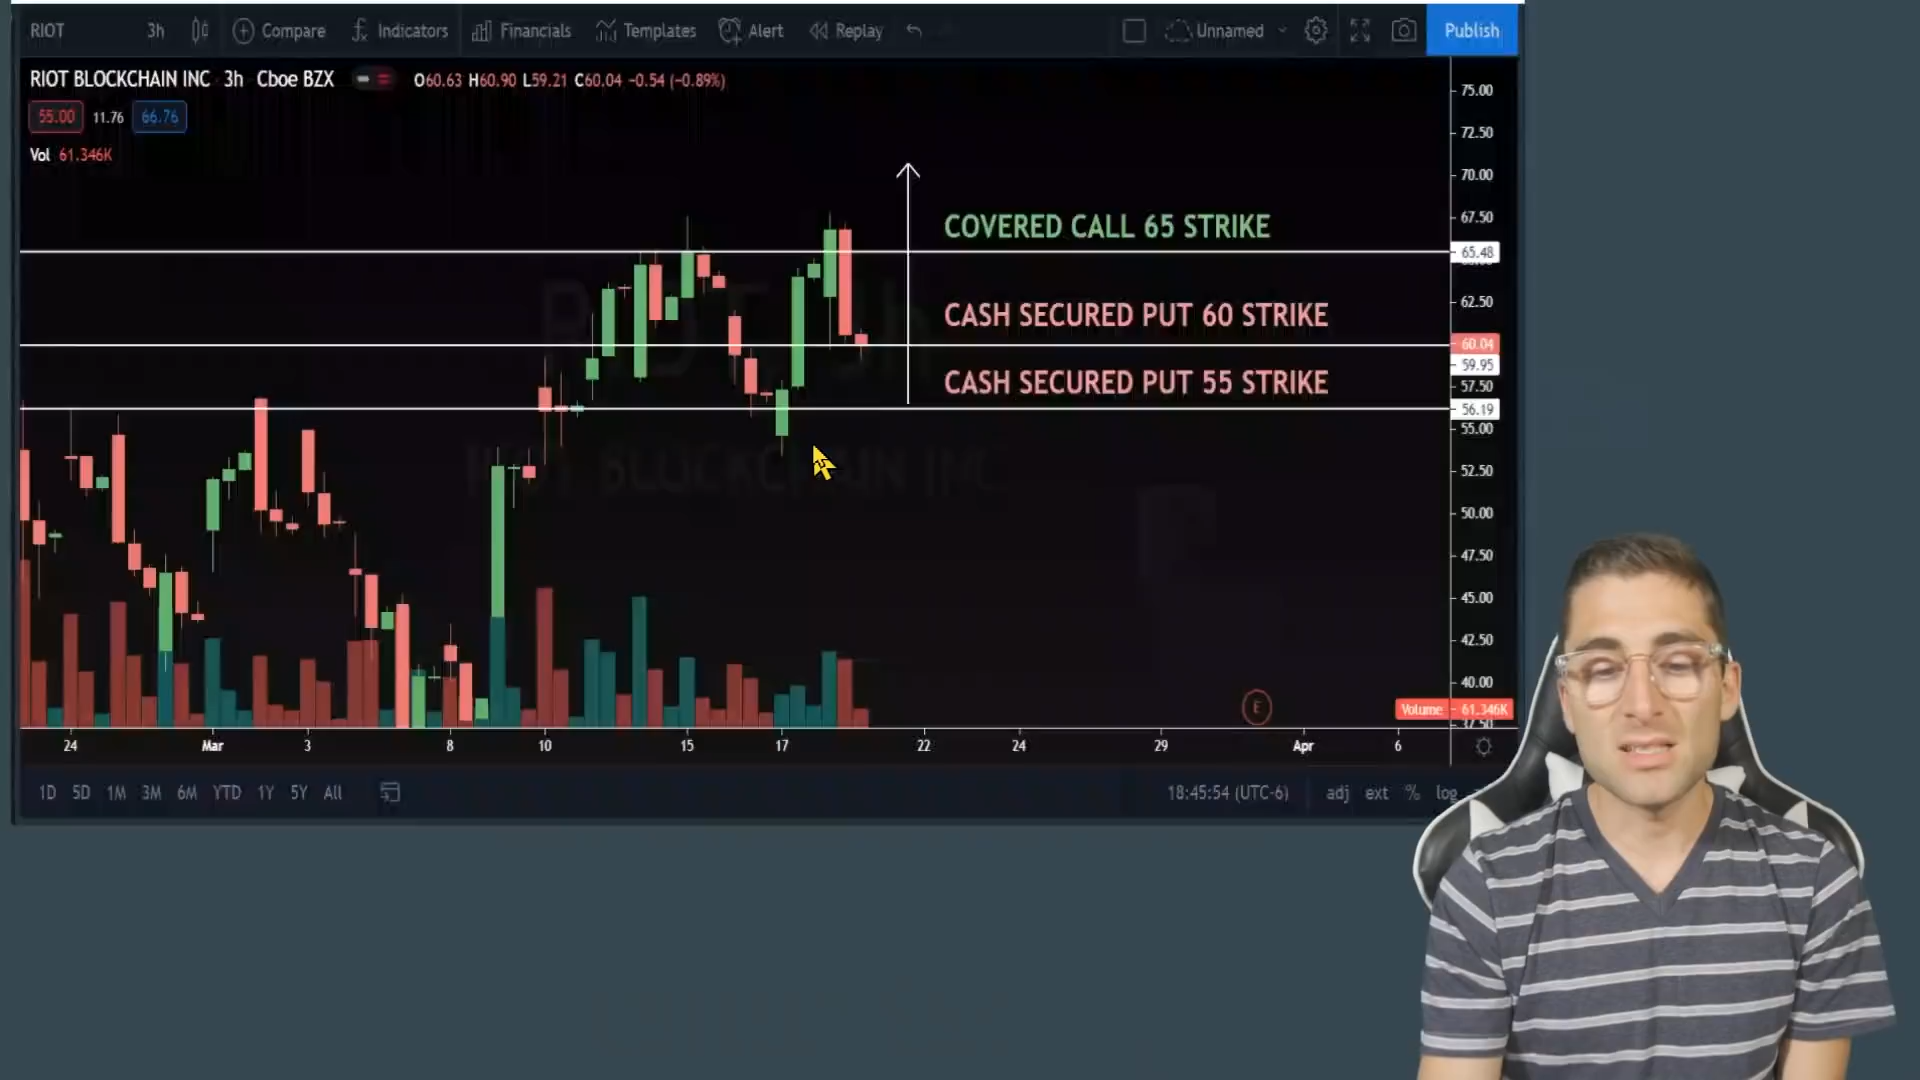 RIOT 3h Compare Indicators Financials Templates Alert Replay Unnamed Publish
RIOT BLOCKCHAIN INC 3h Cboe BZX O60.63 H60.90 L59.21 C60.04 −0.54 (−0.89%)
55.00 11.76 66.76
Vol 61.346K
75.00
72.50
70.00
67.50
COVERED CALL 65 STRIKE
65.48
62.50
CASH SECURED PUT 60 STRIKE
60.04
59.95
CASH SECURED PUT 55 STRIKE
57.50
56.19
55.00
RIOT BLOCKCHAIN INC
52.50
50.00
47.50
45.00
42.50
40.00
E
Volume 61.346K
37.50
24 Mar 3 8 10 15 17 22 24 29 Apr 6
1D 5D 1M 3M 6M YTD 1Y 5Y All 18:45:54 (UTC-6) adj ext % log